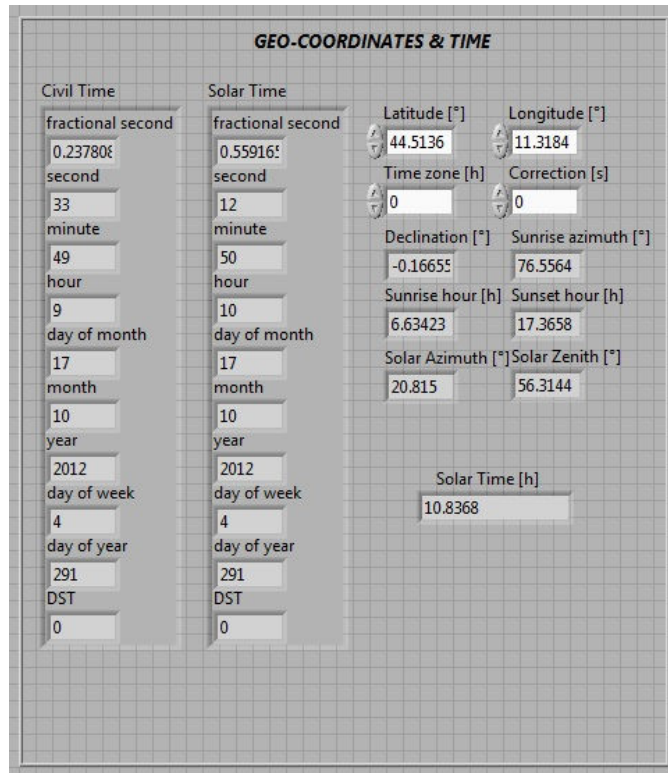 GEO-COORDINATES & TIME
Civil Time
fractional second
0.237808
second
33
minute
49
hour
9
day of month
17
month
10
year
2012
day of week
4
day of year
291
DST
0
Solar Time
fractional second
0.559165
second
12
minute
50
hour
10
day of month
17
month
10
year
2012
day of week
4
day of year
291
DST
0
Latitude [°] Longitude [°]
44.5136 11.3184
Time zone [h] Correction [s]
0 0
Declination [°] Sunrise azimuth [°]
-0.16655 76.5564
Sunrise hour [h] Sunset hour [h]
6.63423 17.3658
Solar Azimuth [°] Solar Zenith [°]
20.815 56.3144
Solar Time [h]
10.8368